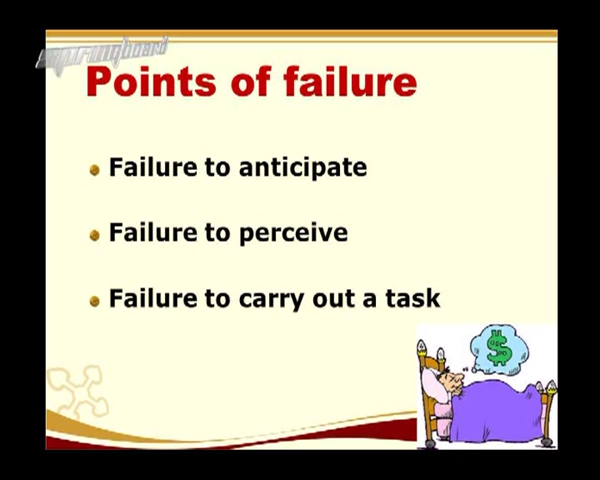 springboard
Points of failure
Failure to anticipate
Failure to perceive
Failure to carry out a task
$